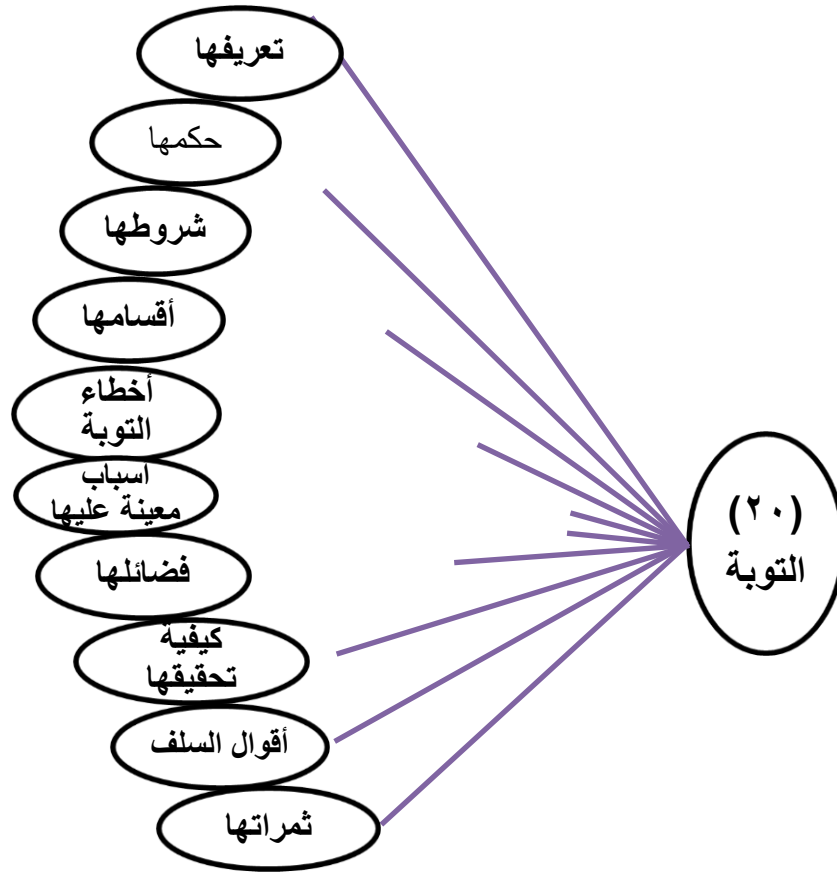 (٢٠)
التوبة
تعريفها
حكمها
شروطها
أقسامها
أخطاء
التوبة
اسباب
معينة عليها
فضائلها
كيفية
تحقيقها
أقوال السلف
ثمراتها